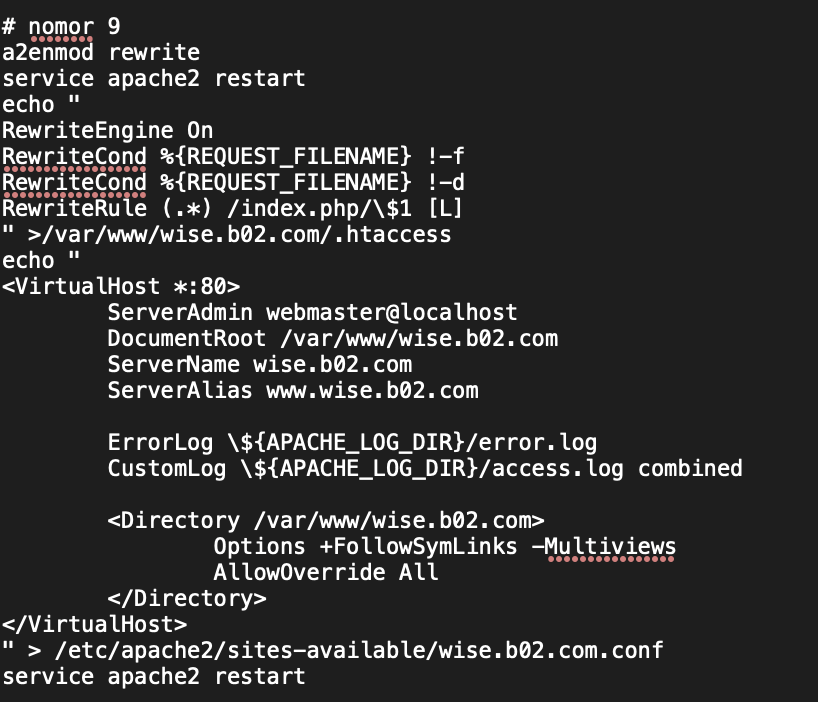 # nomor 9
a2enmod rewrite
service apache2 restart
echo "
RewriteEngine On
RewriteCond %{REQUEST_FILENAME} !-f
RewriteCond %{REQUEST_FILENAME} !-d
RewriteRule (.*) /index.php/\$1 [L]
" >/var/www/wise.b02.com/.htaccess
echo "
<VirtualHost *:80>
        ServerAdmin webmaster@localhost
        DocumentRoot /var/www/wise.b02.com
        ServerName wise.b02.com
        ServerAlias www.wise.b02.com

        ErrorLog \${APACHE_LOG_DIR}/error.log
        CustomLog \${APACHE_LOG_DIR}/access.log combined

        <Directory /var/www/wise.b02.com>
                Options +FollowSymLinks -Multiviews
                AllowOverride All
        </Directory>
</VirtualHost>
" > /etc/apache2/sites-available/wise.b02.com.conf
service apache2 restart